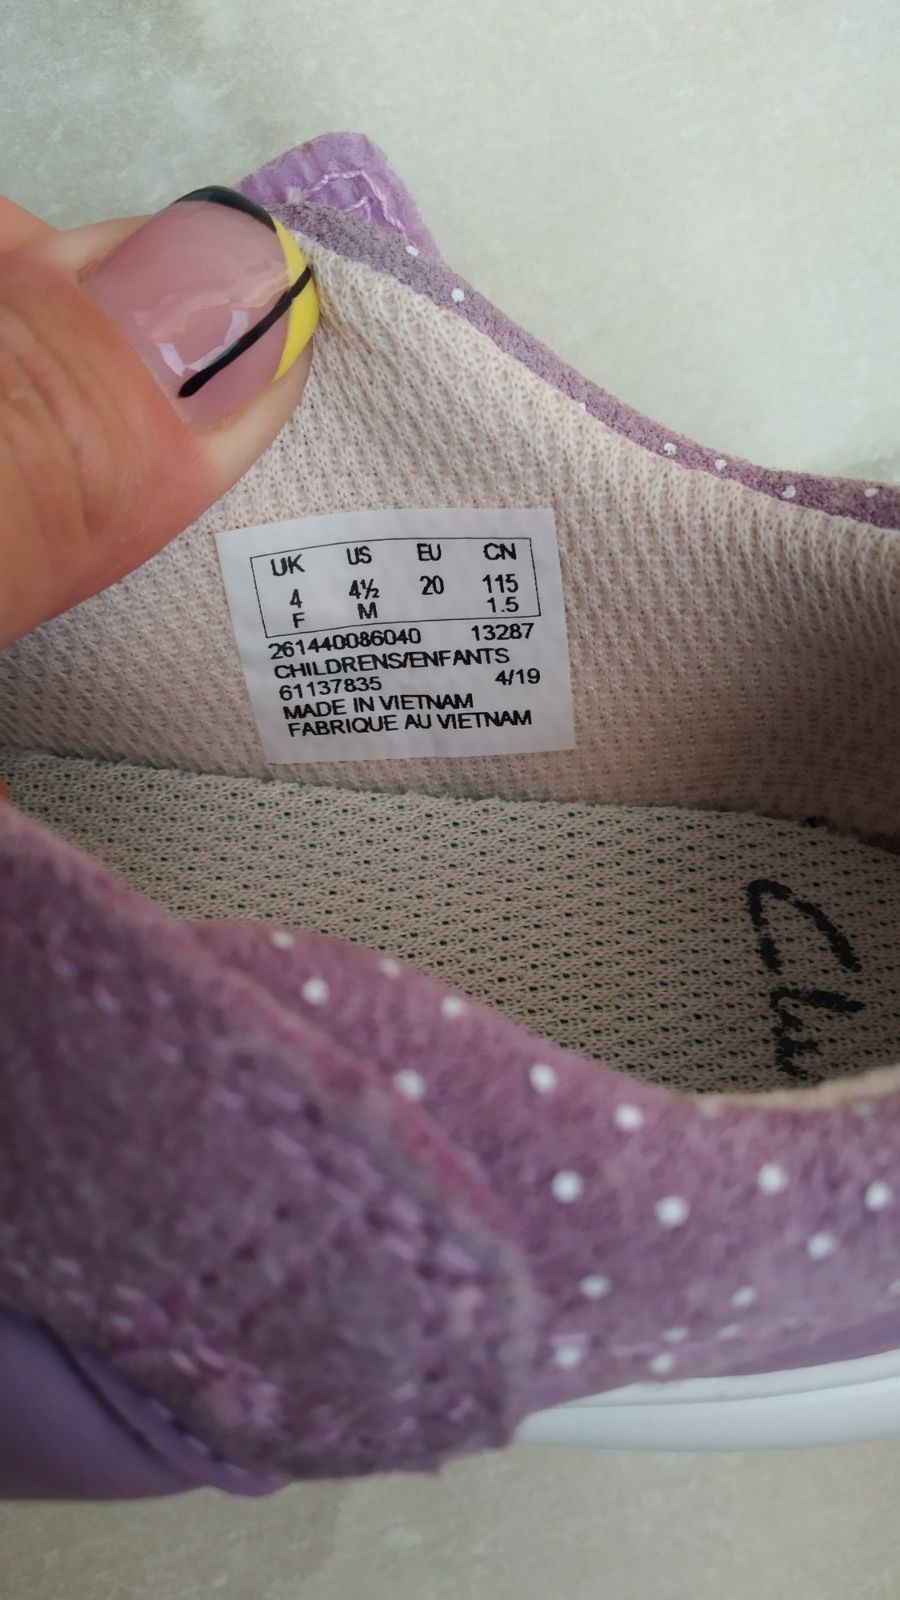 UK US EU CN
4 4½ 20 115
F M 1.5
261440086040 13287
CHILDRENS/ENFANTS
61137835 4/19
MADE IN VIETNAM
FABRIQUE AU VIETNAM
Cl